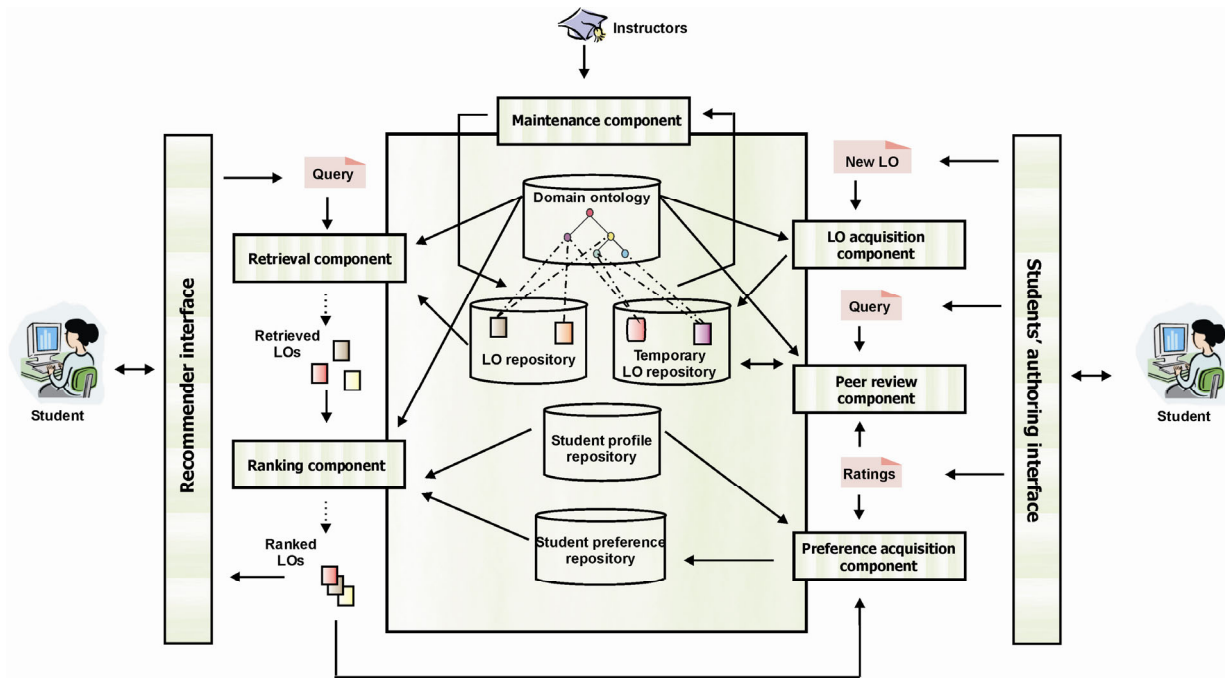 Instructors
Maintenance component
Recommender interface
Query
Retrieval component
Retrieved
LOs
Ranking component
Ranked
LOs
Student
Domain ontology
LO repository
Temporary
LO repository
Student profile
repository
Student preference
repository
New LO
LO acquisition
component
Query
Peer review
component
Ratings
Preference acquisition
component
Students' authoring interface
Student